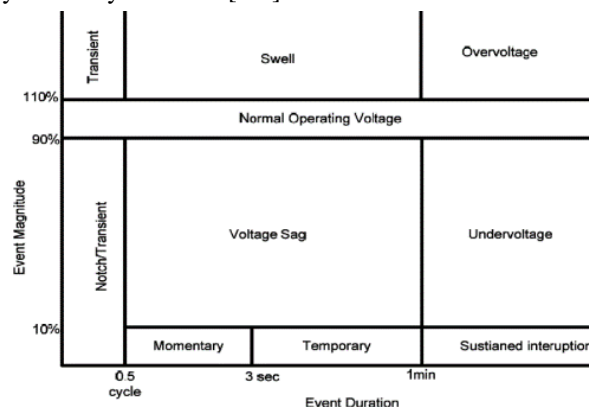 Transient
Swell
Overvoltage
110%
Normal Operating Voltage
90%
Event Magnitude
Notch/Transient
Voltage Sag
Undervoltage
10%
Momentary
Temporary
Sustianed interuption
0.5
cycle
3 sec
1min
Event Duration